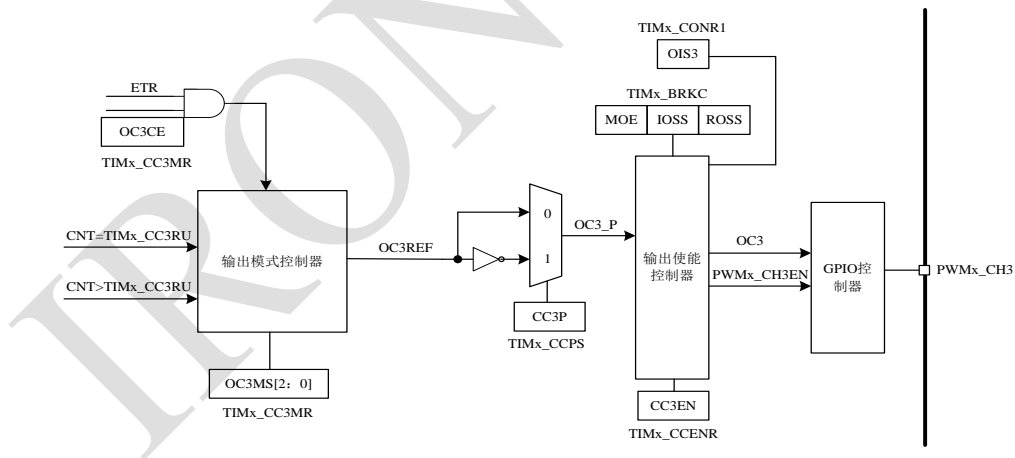 TIMx_CONR1
OIS3
TIMx_BRKC
MOE IOSS ROSS
ETR
OC3CE
TIMx_CC3MR
CNT=TIMx_CC3RU
CNT>TIMx_CC3RU
输出模式控制器
OC3REF
0
1
OC3_P
CC3P
TIMx_CCPS
输出使能
控制器
OC3
PWMx_CH3EN
GPIO控
制器
PWMx_CH3
OC3MS[2：0]
TIMx_CC3MR
CC3EN
TIMx_CCENR
IRON